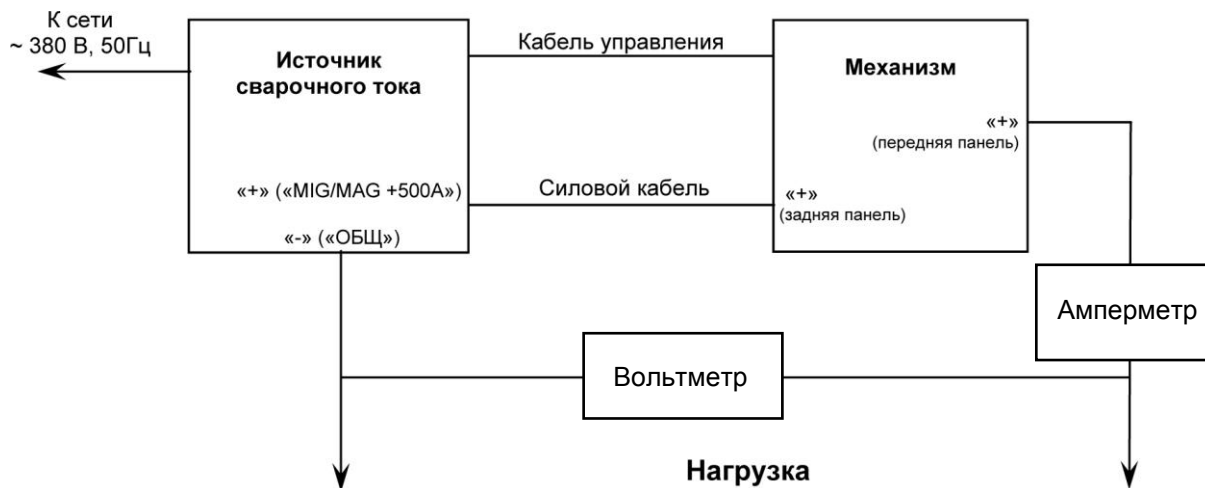 К сети
~ 380 В, 50Гц
Источник
сварочного тока
Кабель управления
Механизм
«+»
(передняя панель)
«+» («MIG/MAG +500А»)
Силовой кабель
«+»
(задняя панель)
«-» («ОБЩ»)
Амперметр
Вольтметр
Нагрузка